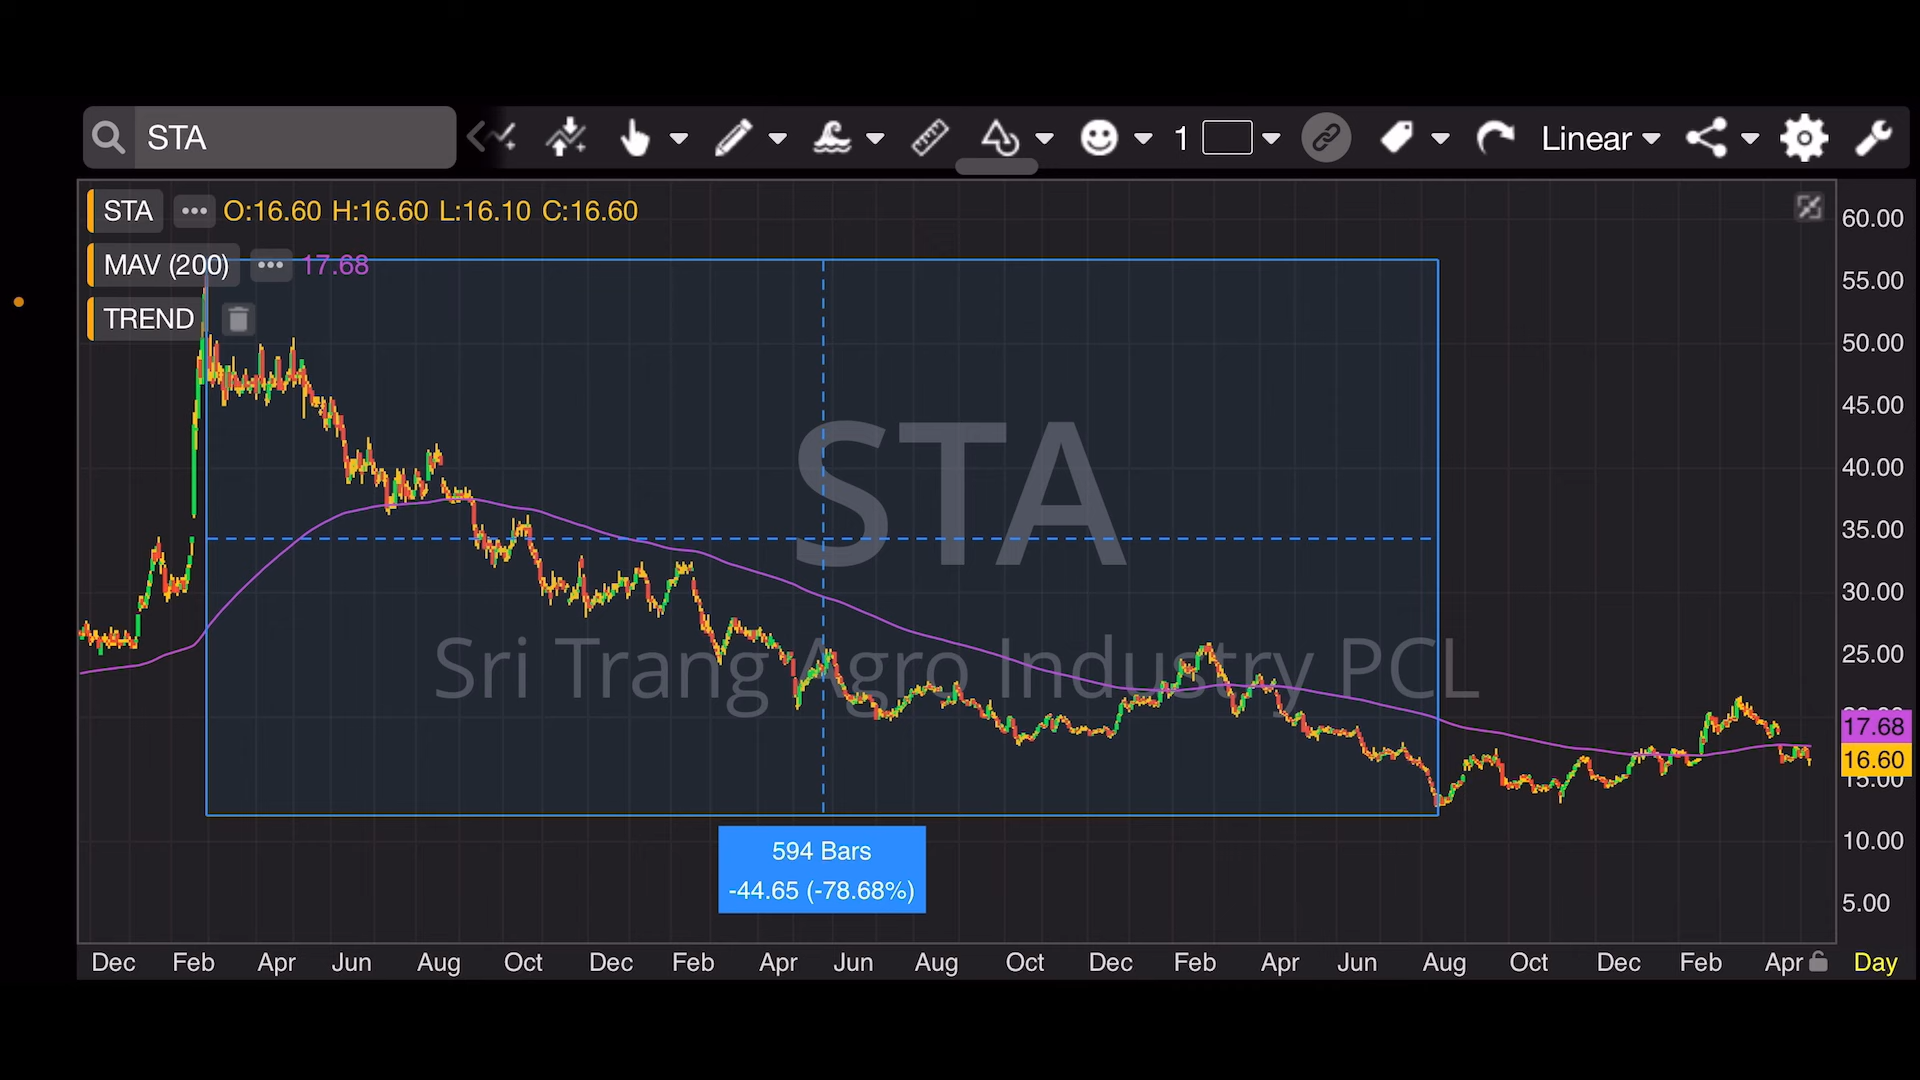 STA
1
Linear
STA ••• O:16.60 H:16.60 L:16.10 C:16.60
MAV (200) ••• 17.68
TREND
60.00
55.00
50.00
45.00
40.00
35.00
30.00
25.00
17.68
16.60
15.00
10.00
5.00
STA
Sri Trang Agro Industry PCL
594 Bars
-44.65 (-78.68%)
Dec Feb Apr Jun Aug Oct Dec Feb Apr Jun Aug Oct Dec Feb Apr Jun Aug Oct Dec Feb Apr Day